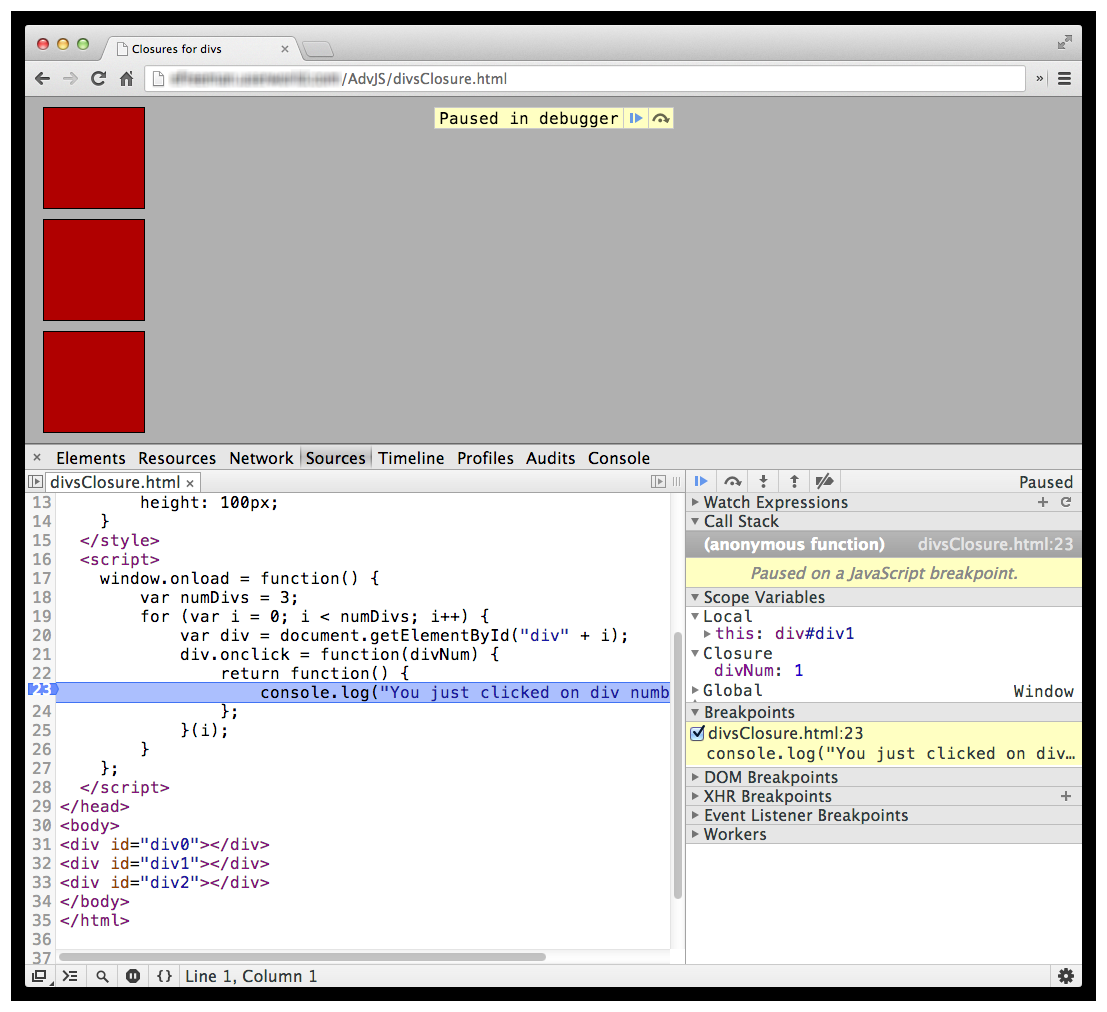 Closures for divs
/AdvJS/divsClosure.html
Paused in debugger
Elements Resources Network Sources Timeline Profiles Audits Console
divsClosure.html ×
13 height: 100px;
14 }
15 </style>
16 <script>
17 window.onload = function() {
18 var numDivs = 3;
19 for (var i = 0; i < numDivs; i++) {
20 var div = document.getElementById("div" + i);
21 div.onclick = function(divNum) {
22 return function() {
23 console.log("You just clicked on div numb
24 };
25 }(i);
26 }
27 };
28 </script>
29 </head>
30 <body>
31 <div id="div0"></div>
32 <div id="div1"></div>
33 <div id="div2"></div>
34 </body>
35 </html>
36
37
Paused
Watch Expressions
Call Stack
(anonymous function) divsClosure.html:23
Paused on a JavaScript breakpoint.
Scope Variables
Local
this: div#div1
Closure
divNum: 1
Global Window
Breakpoints
divsClosure.html:23
console.log("You just clicked on div…
DOM Breakpoints
XHR Breakpoints
Event Listener Breakpoints
Workers
{} Line 1, Column 1